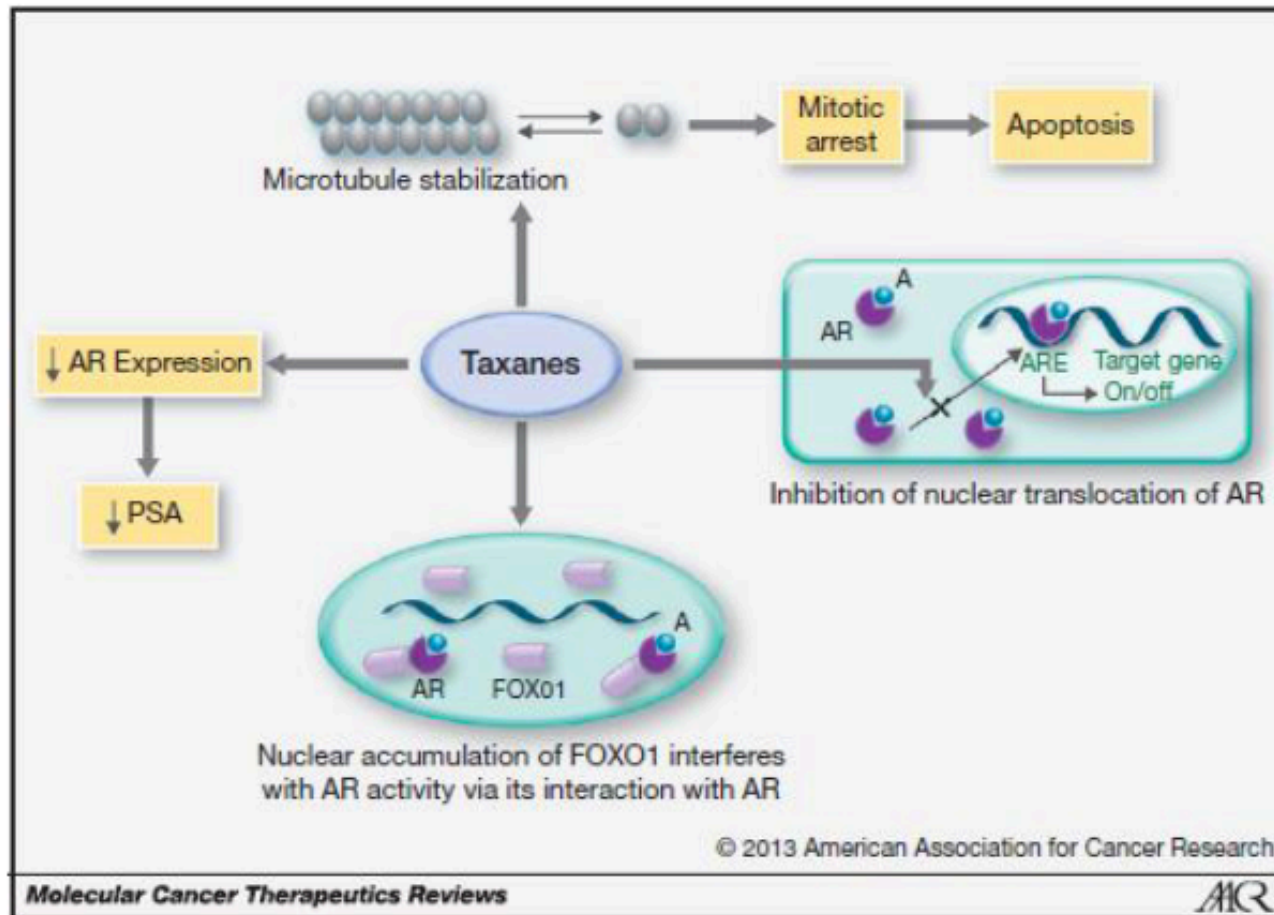 Microtubule stabilization
Mitotic
arrest
Apoptosis
↓ AR Expression
↓ PSA
Taxanes
A
AR
ARE Target gene
On/off
Inhibition of nuclear translocation of AR
A
AR FOX01
Nuclear accumulation of FOXO1 interferes
with AR activity via its interaction with AR
© 2013 American Association for Cancer Research
Molecular Cancer Therapeutics Reviews
AACR